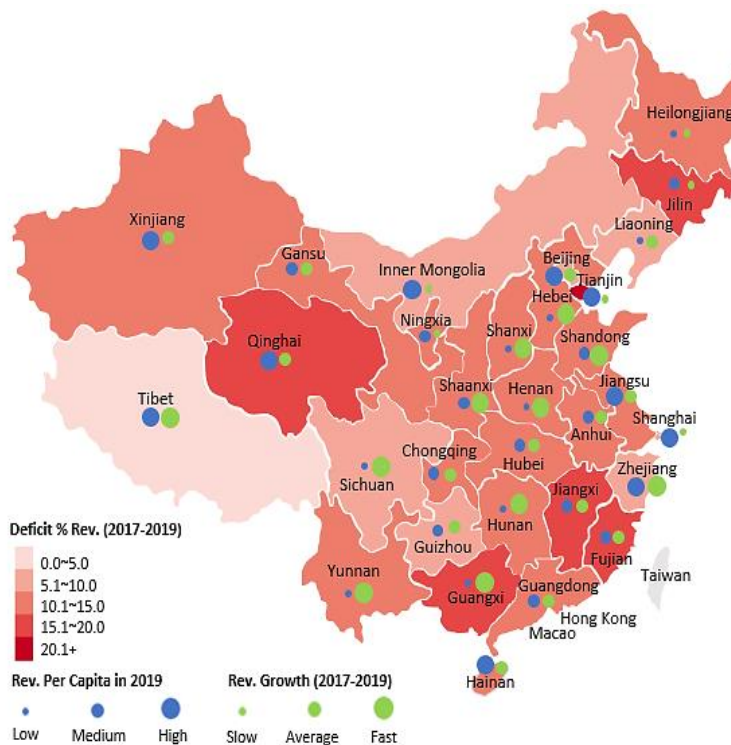 Heilongjiang
Jilin
Xinjiang
Liaoning
Gansu
Beijing
Inner Mongolia
Tianjin
Hebei
Ningxia
Shanxi
Shandong
Qinghai
Jiangsu
Shaanxi
Henan
Tibet
Shanghai
Anhui
Chongqing
Hubei
Zhejiang
Sichuan
Jiangxi
Hunan
Deficit % Rev. (2017-2019)
0.0~5.0
5.1~10.0
10.1~15.0
15.1~20.0
20.1+
Guizhou
Fujian
Yunnan
Taiwan
Guangxi
Guangdong
Hong Kong
Macao
Hainan
Rev. Per Capita in 2019
Low Medium High
Rev. Growth (2017-2019)
Slow Average Fast